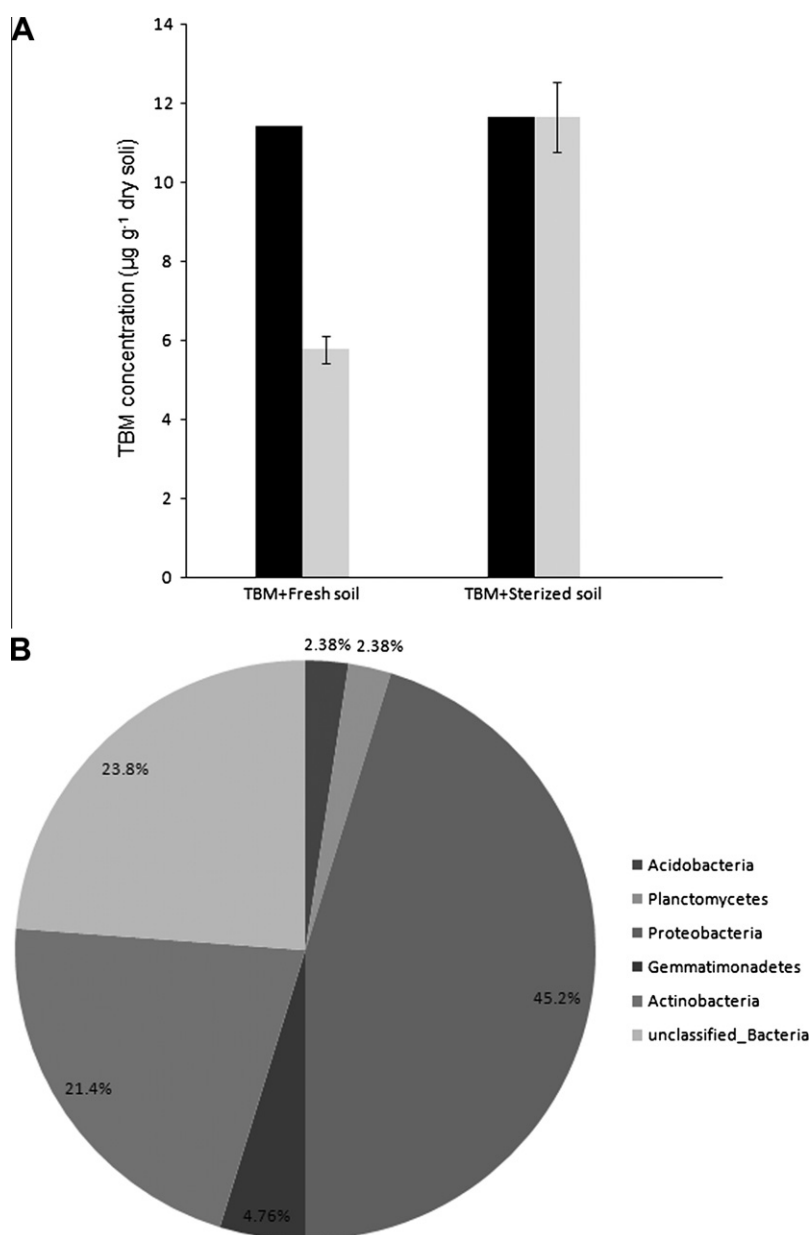 A
14
12
10
8
6
4
2
0
TBM concentration (µg g⁻¹ dry soli)
TBM+Fresh soil
TBM+Sterized soil
B
2.38%
2.38%
23.8%
45.2%
21.4%
4.76%
Acidobacteria
Planctomycetes
Proteobacteria
Gemmatimonadetes
Actinobacteria
unclassified_Bacteria